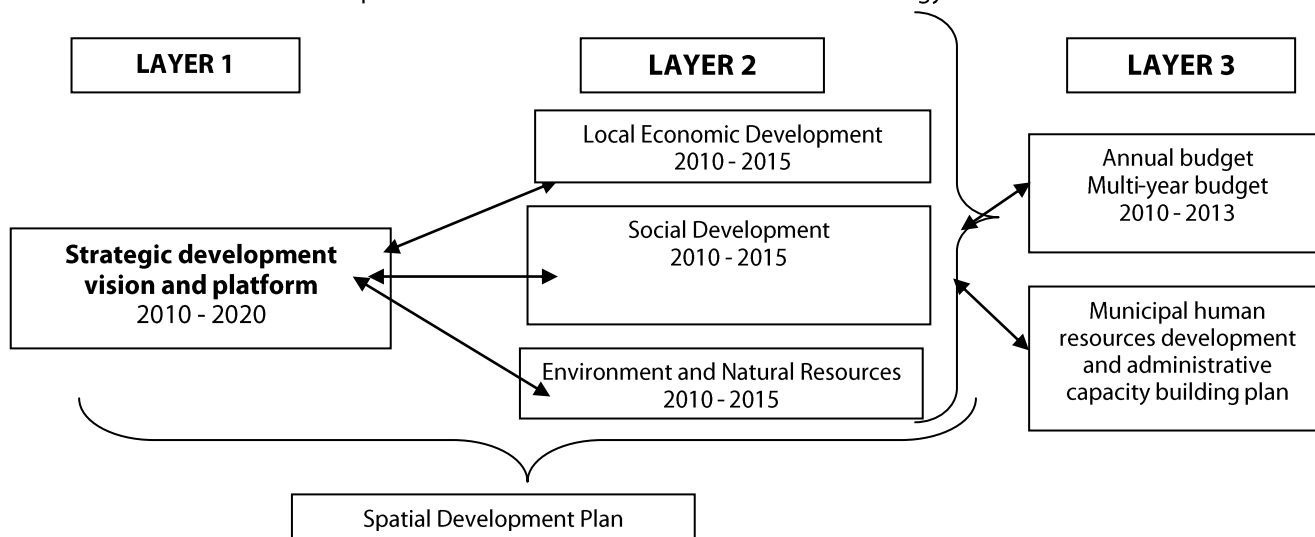 LAYER 1
LAYER 2
LAYER 3
Local Economic Development
2010 - 2015
Annual budget
Multi-year budget
2010 - 2013
Social Development
2010 - 2015
Strategic development
vision and platform
2010 - 2020
Municipal human
resources development
and administrative
capacity building plan
Environment and Natural Resources
2010 - 2015
Spatial Development Plan